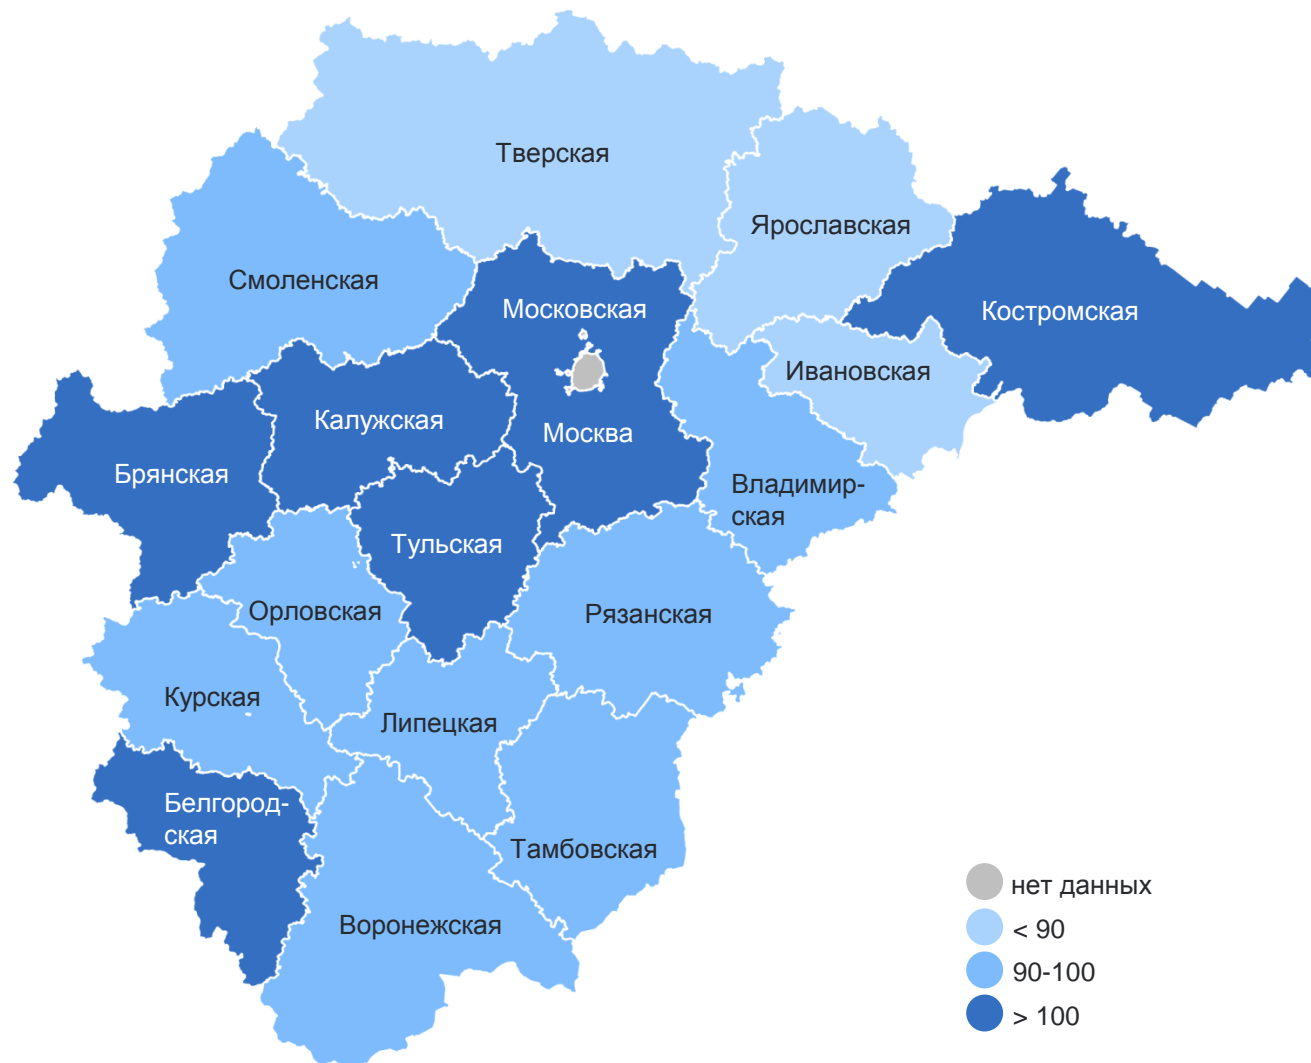 Тверская
Ярославская
Смоленская
Московская
Костромская
Ивановская
Калужская
Москва
Брянская
Владимир-
ская
Тульская
Орловская
Рязанская
Курская
Липецкая
Белгород-
ская
Тамбовская
Воронежская
нет данных
< 90
90-100
> 100